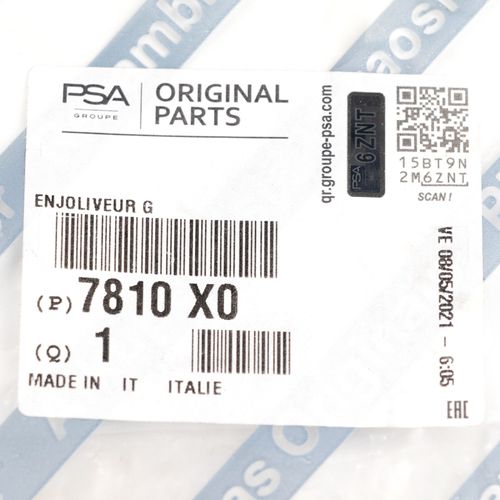 PSA
GROUPE
ORIGINAL
PARTS
qr.groupe-psa.com
PSA 6ZNT
15BT9N
2M6ZNT
SCAN!
ENJOLIVEUR G
(P) 7810 X0
(Q) 1
MADE IN IT ITALIE
VE 08/05/2021 - 6:05
EAC